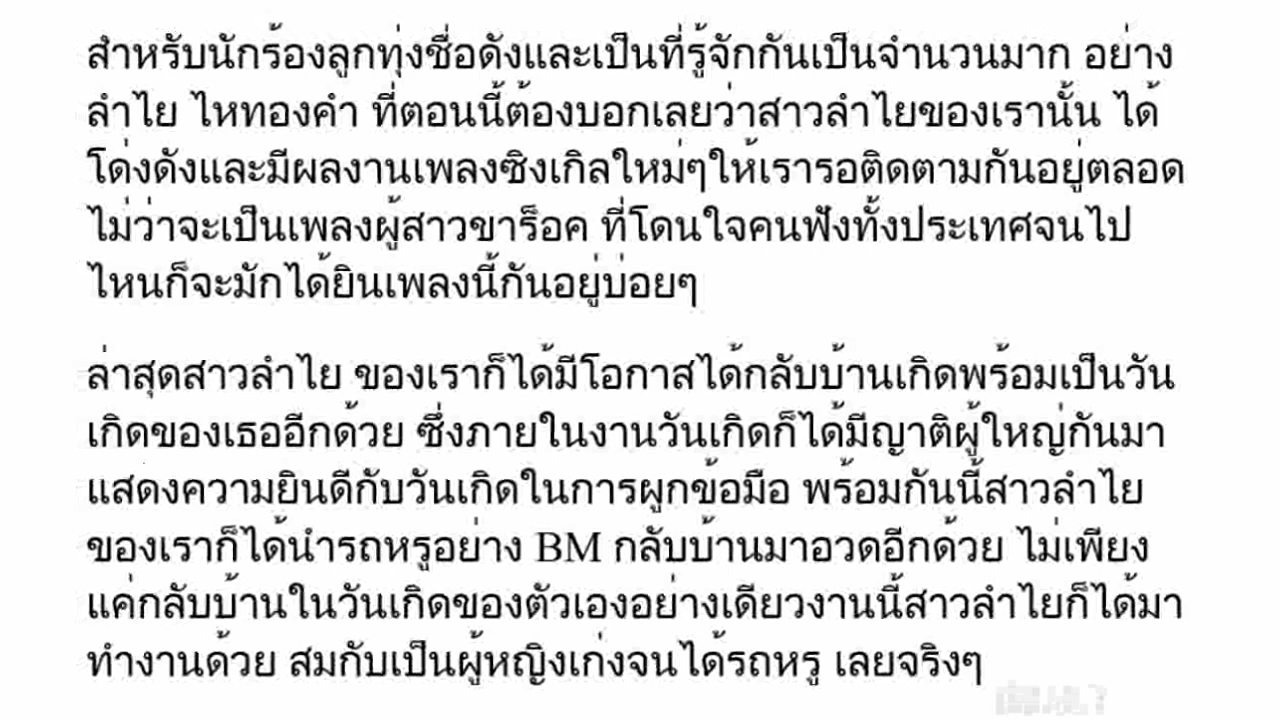 สำหรับนักร้องลูกทุ่งชื่อดังและเป็นที่รู้จักกันเป็นจำนวนมาก อย่าง
ลำไย ไหทองคำ ที่ตอนนี้ต้องบอกเลยว่าสาวลำไยของเรานั้น ได้
โด่งดังและมีผลงานเพลงซิงเกิลใหม่ๆให้เรารอติดตามกันอยู่ตลอด
ไม่ว่าจะเป็นเพลงผู้สาวขาร็อค ที่โดนใจคนฟังทั้งประเทศจนไป
ไหนก็จะมักได้ยินเพลงนี้กันอยู่บ่อยๆ
ล่าสุดสาวลำไย ของเราก็ได้มีโอกาสได้กลับบ้านเกิดพร้อมเป็นวัน
เกิดของเธออีกด้วย ซึ่งภายในงานวันเกิดก็ได้มีญาติผู้ใหญ่กันมา
แสดงความยินดีกับวันเกิดในการผูกข้อมือ พร้อมกันนี้สาวลำไย
ของเราก็ได้นำรถหรูอย่าง BM กลับบ้านมาอวดอีกด้วย ไม่เพียง
แค่กลับบ้านในวันเกิดของตัวเองอย่างเดียวงานนี้สาวลำไยก็ได้มา
ทำงานด้วย สมกับเป็นผู้หญิงเก่งจนได้รถหรู เลยจริงๆ